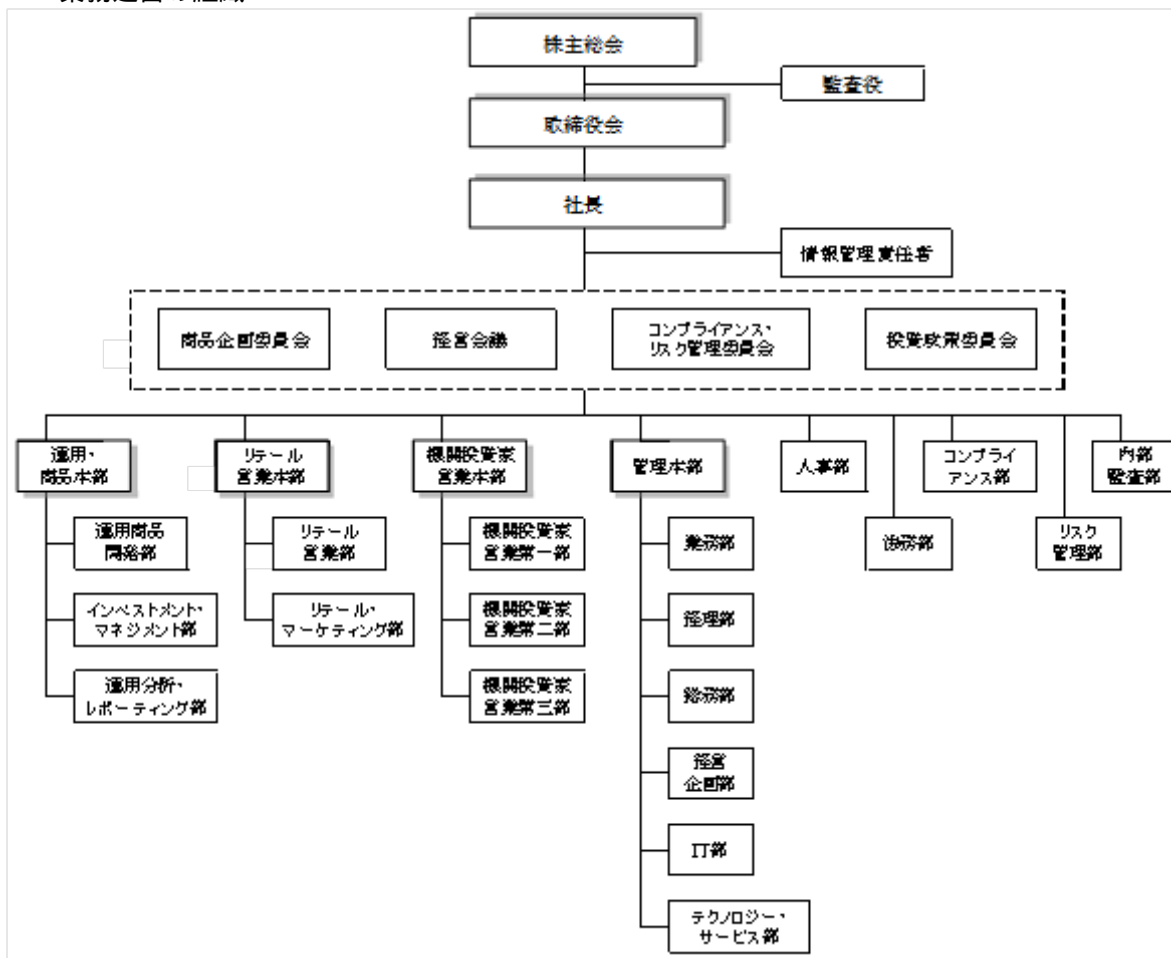 株主総会
監査役
取締役会
社長
情報管理責任者
商品企画委員会
経営会議
コンプライアンス・
リスク管理委員会
投資政策委員会
運用・
商品本部
リテール
営業本部
機関投資家
営業本部
管理本部
人事部
コンプライ
アンス部
内部
監査部
運用商品
開発部
リテール
営業部
機関投資家
営業第一部
業務部
法務部
リスク
管理部
インベストメント・
マネジメント部
リテール・
マーケティング部
機関投資家
営業第二部
経理部
運用分析・
レポーティング部
機関投資家
営業第三部
総務部
経営
企画部
IT部
テクノロジー・
サービス部